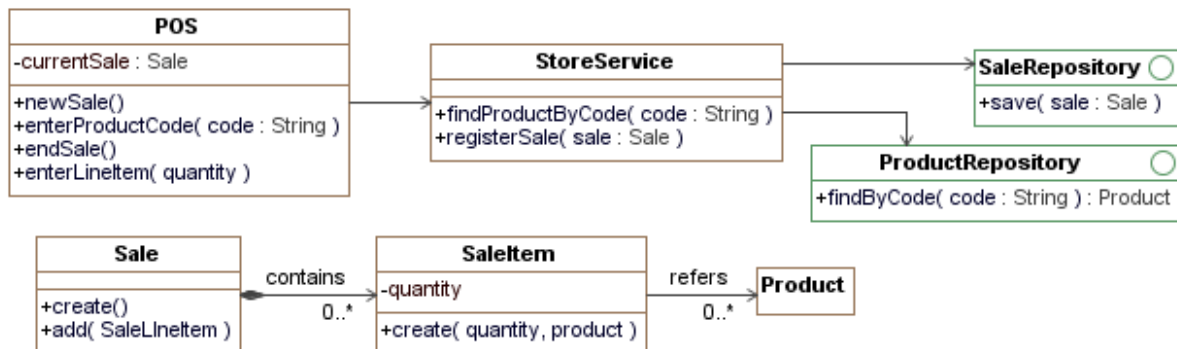 POS
-currentSale : Sale
+newSale()
+enterProductCode( code : String )
+endSale()
+enterLineItem( quantity )
StoreService
+findProductByCode( code : String )
+registerSale( sale : Sale )
SaleRepository
+save( sale : Sale )
ProductRepository
+findByCode( code : String ) : Product
Sale
+create()
+add( SaleLIneItem )
contains
0..*
SaleItem
-quantity
+create( quantity, product )
refers
0..*
Product